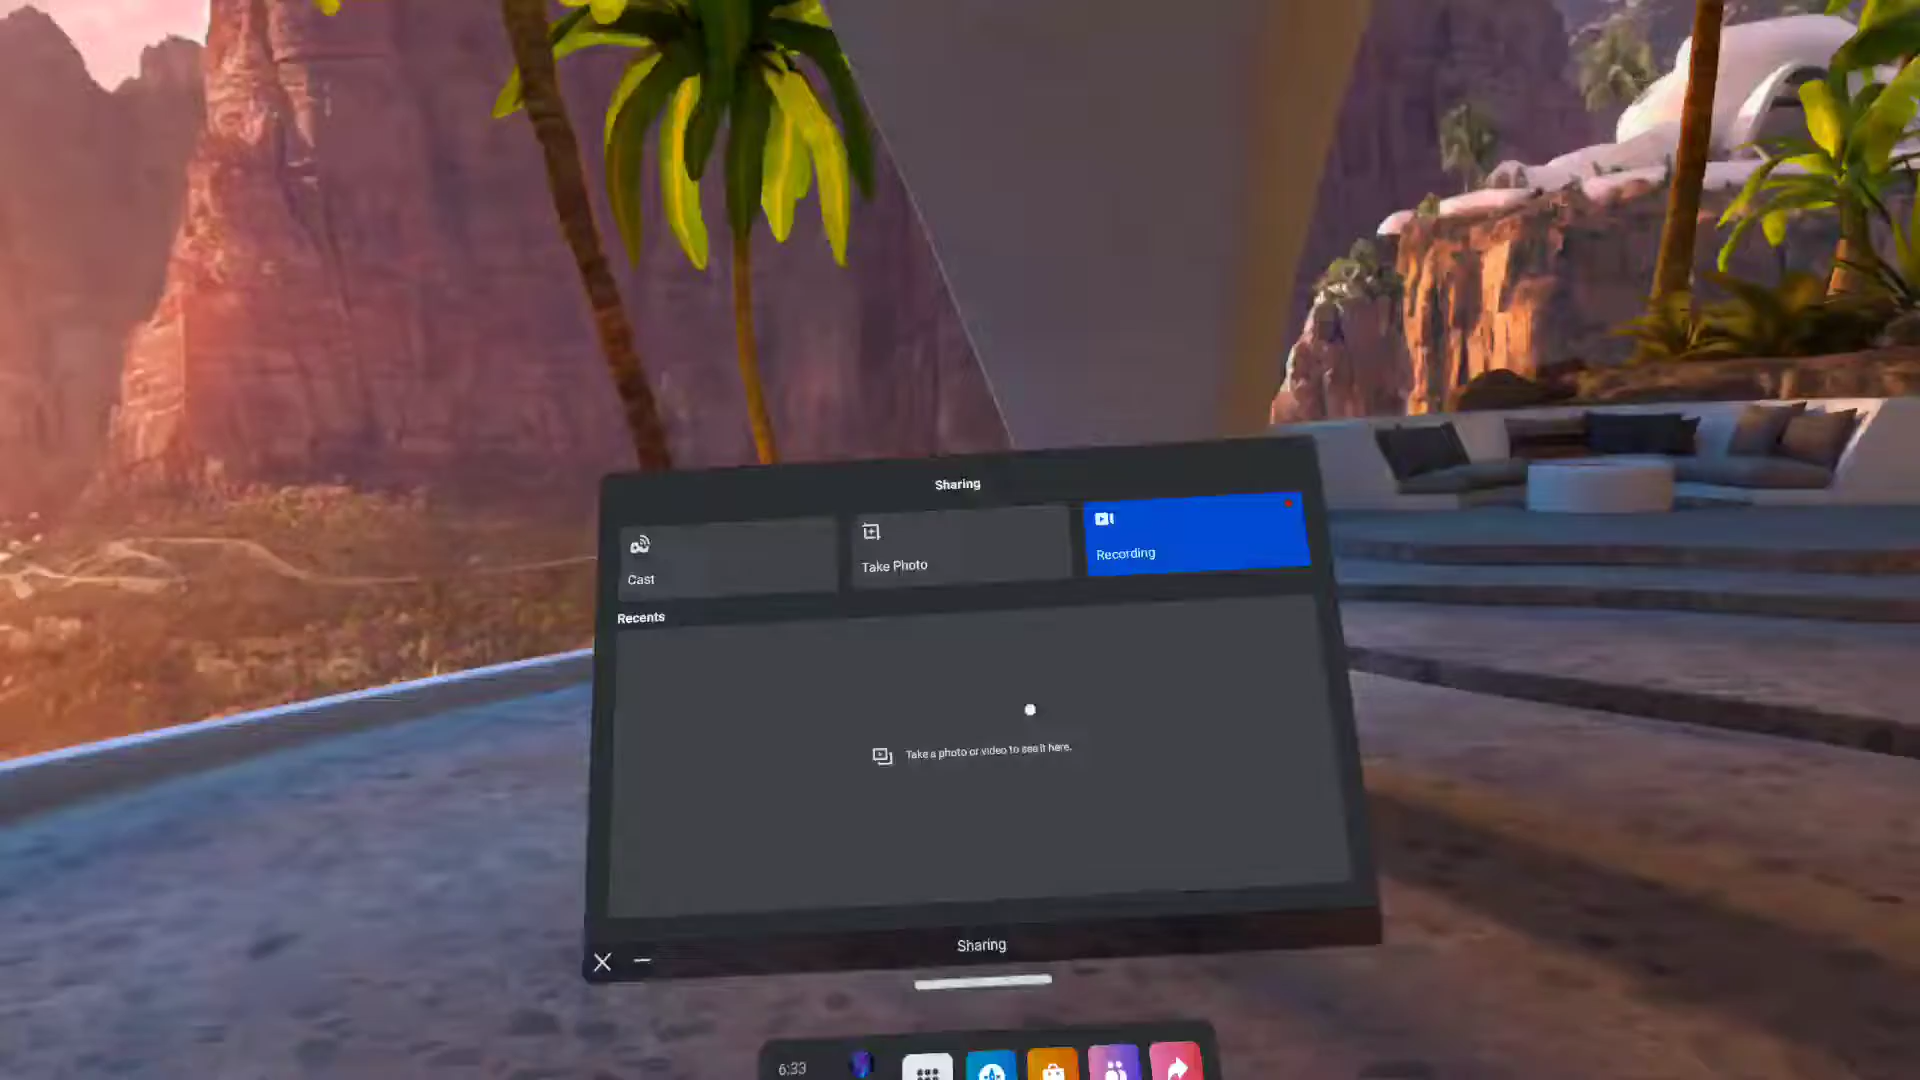 Sharing
Cast
Take Photo
Recording
Recents
Take a photo or video to see it here.
Sharing
6:33